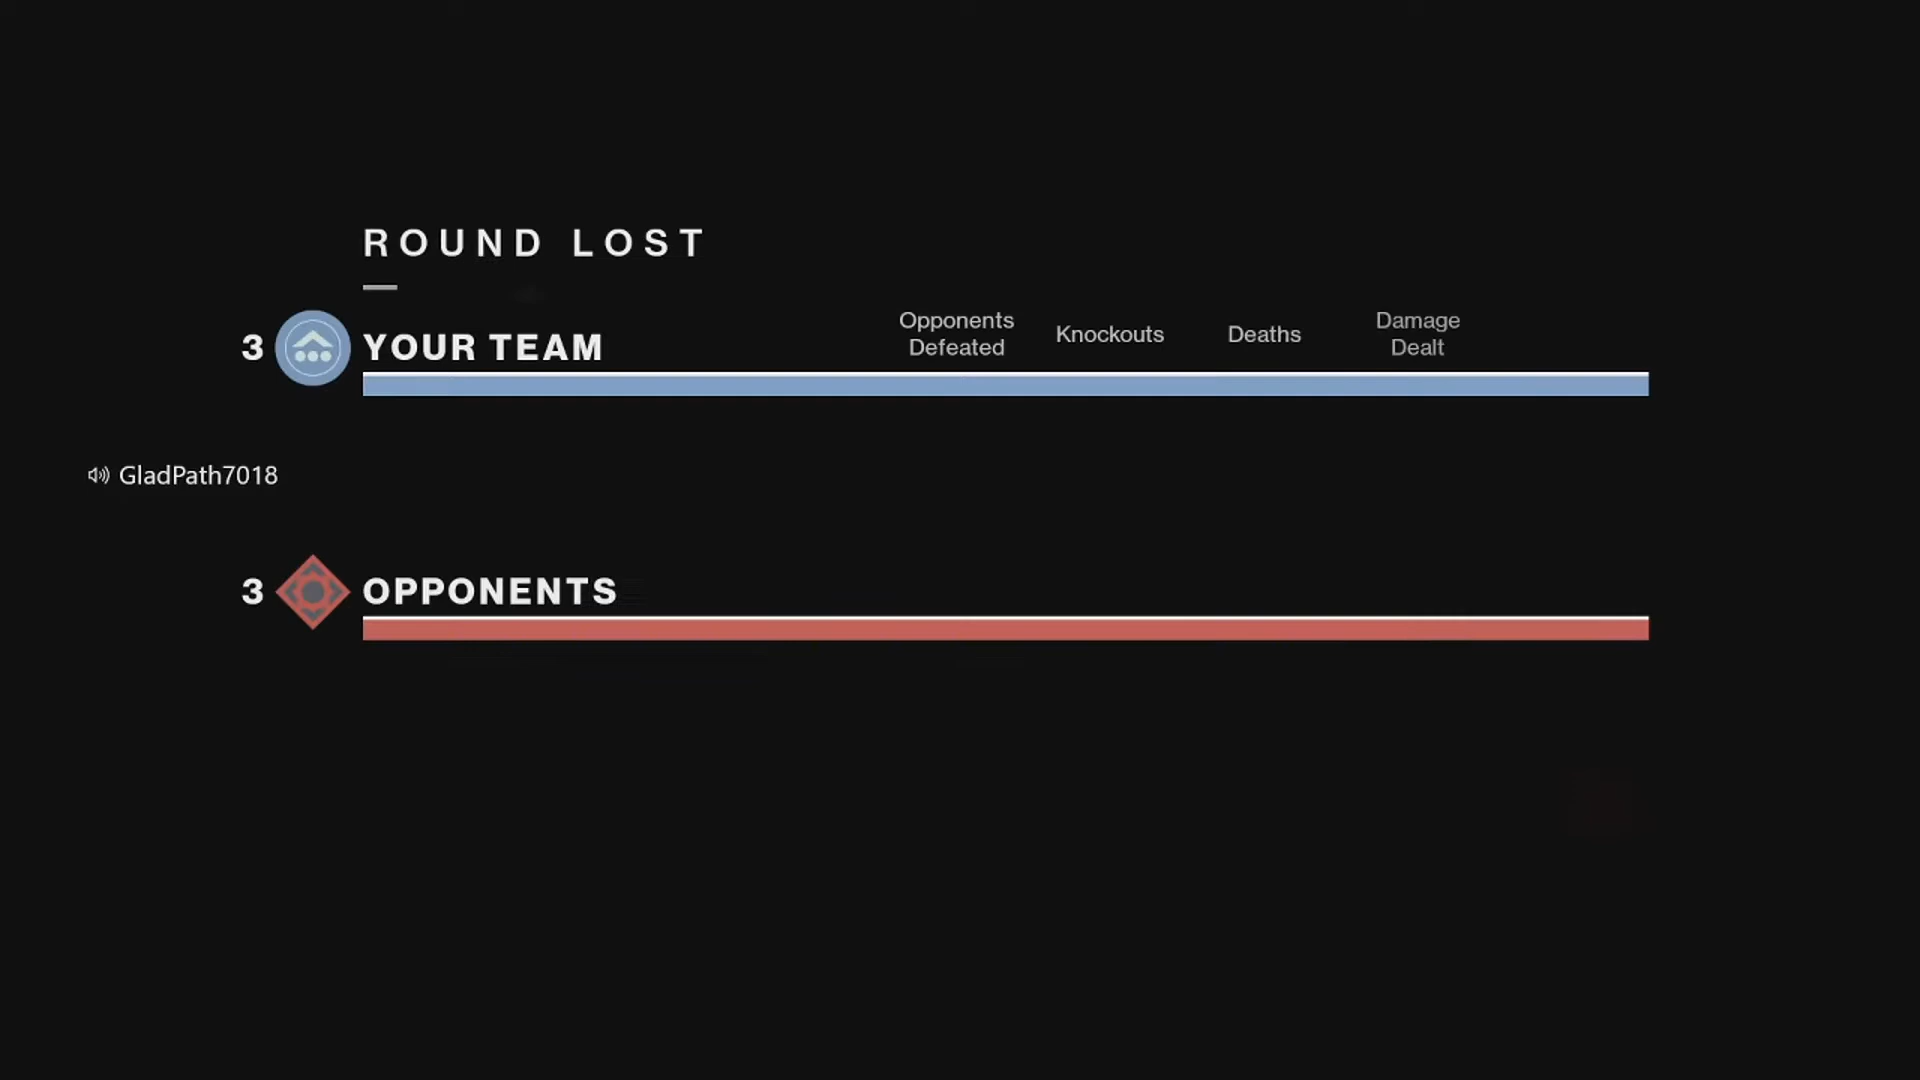 ROUND LOST
3 YOUR TEAM
Opponents Defeated
Knockouts
Deaths
Damage Dealt
GladPath7018
3 OPPONENTS